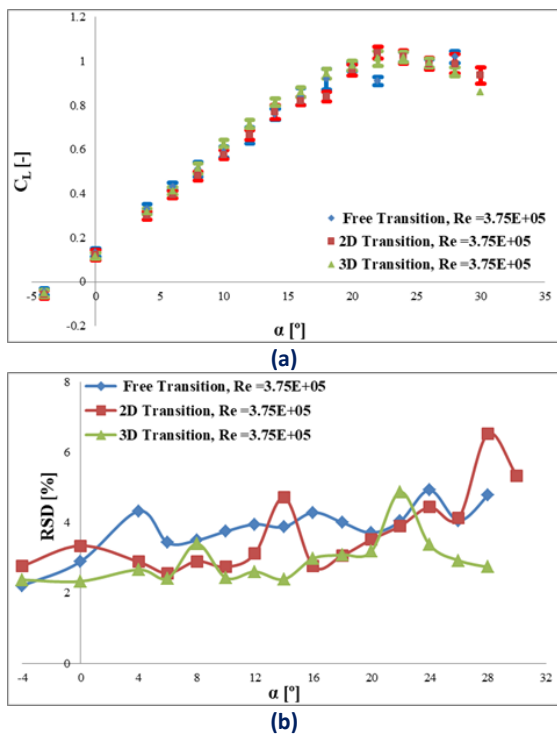 1.2
1
0.8
0.6
0.4
0.2
0
-0.2
C_L [-]
-5 0 5 10 15 20 25 30 35
α [º]
Free Transition, Re =3.75E+05
2D Transition, Re =3.75E+05
3D Transition, Re =3.75E+05
(a)
8
6
4
2
0
RSD [%]
Free Transition, Re =3.75E+05
2D Transition, Re =3.75E+05
3D Transition, Re =3.75E+05
-4 0 4 8 12 16 20 24 28 32
α [º]
(b)